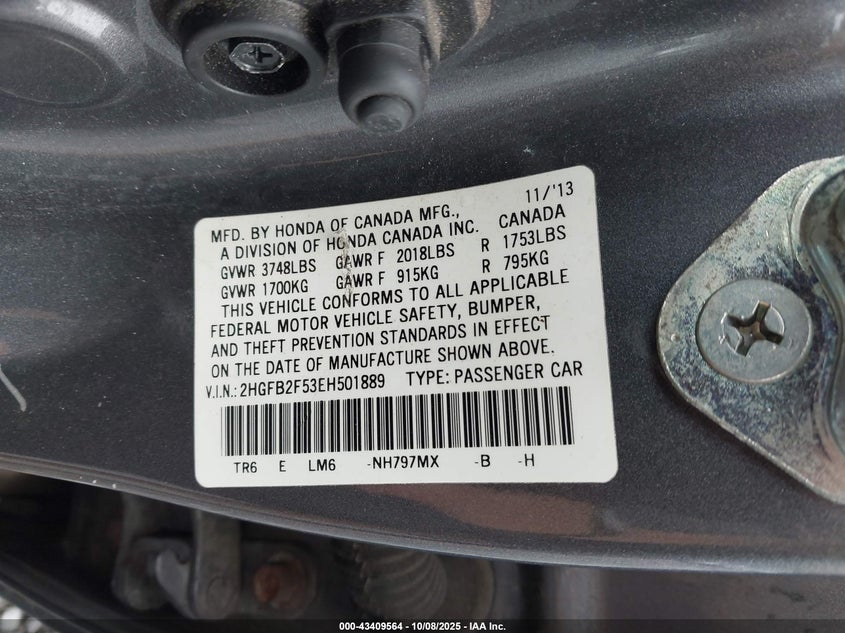 11/'13
MFD. BY HONDA OF CANADA MFG.,
A DIVISION OF HONDA CANADA INC. CANADA
GVWR 3748LBS GAWR F 2018LBS R 1753LBS
GVWR 1700KG GAWR F 915KG R 795KG
THIS VEHICLE CONFORMS TO ALL APPLICABLE
FEDERAL MOTOR VEHICLE SAFETY, BUMPER,
AND THEFT PREVENTION STANDARDS IN EFFECT
ON THE DATE OF MANUFACTURE SHOWN ABOVE.
V.I.N.: 2HGFB2F53EH501889 TYPE: PASSENGER CAR
TR6 E LM6 -NH797MX -B -H
000-43409564 - 10/08/2025 - IAA Inc.